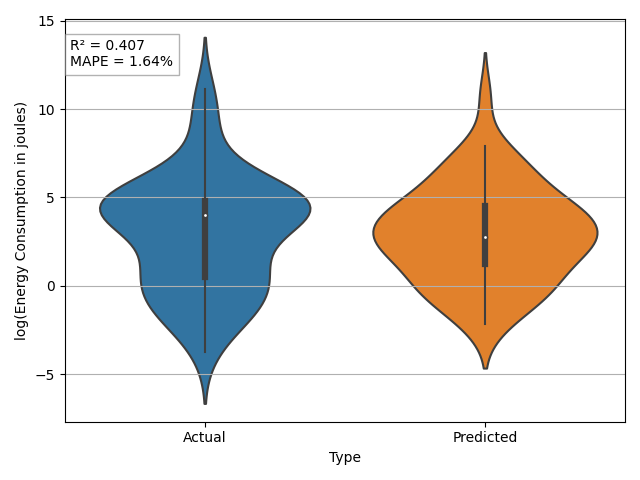 15
R² = 0.407
MAPE = 1.64%
10
5
0
−5
log(Energy Consumption in joules)
Actual
Predicted
Type